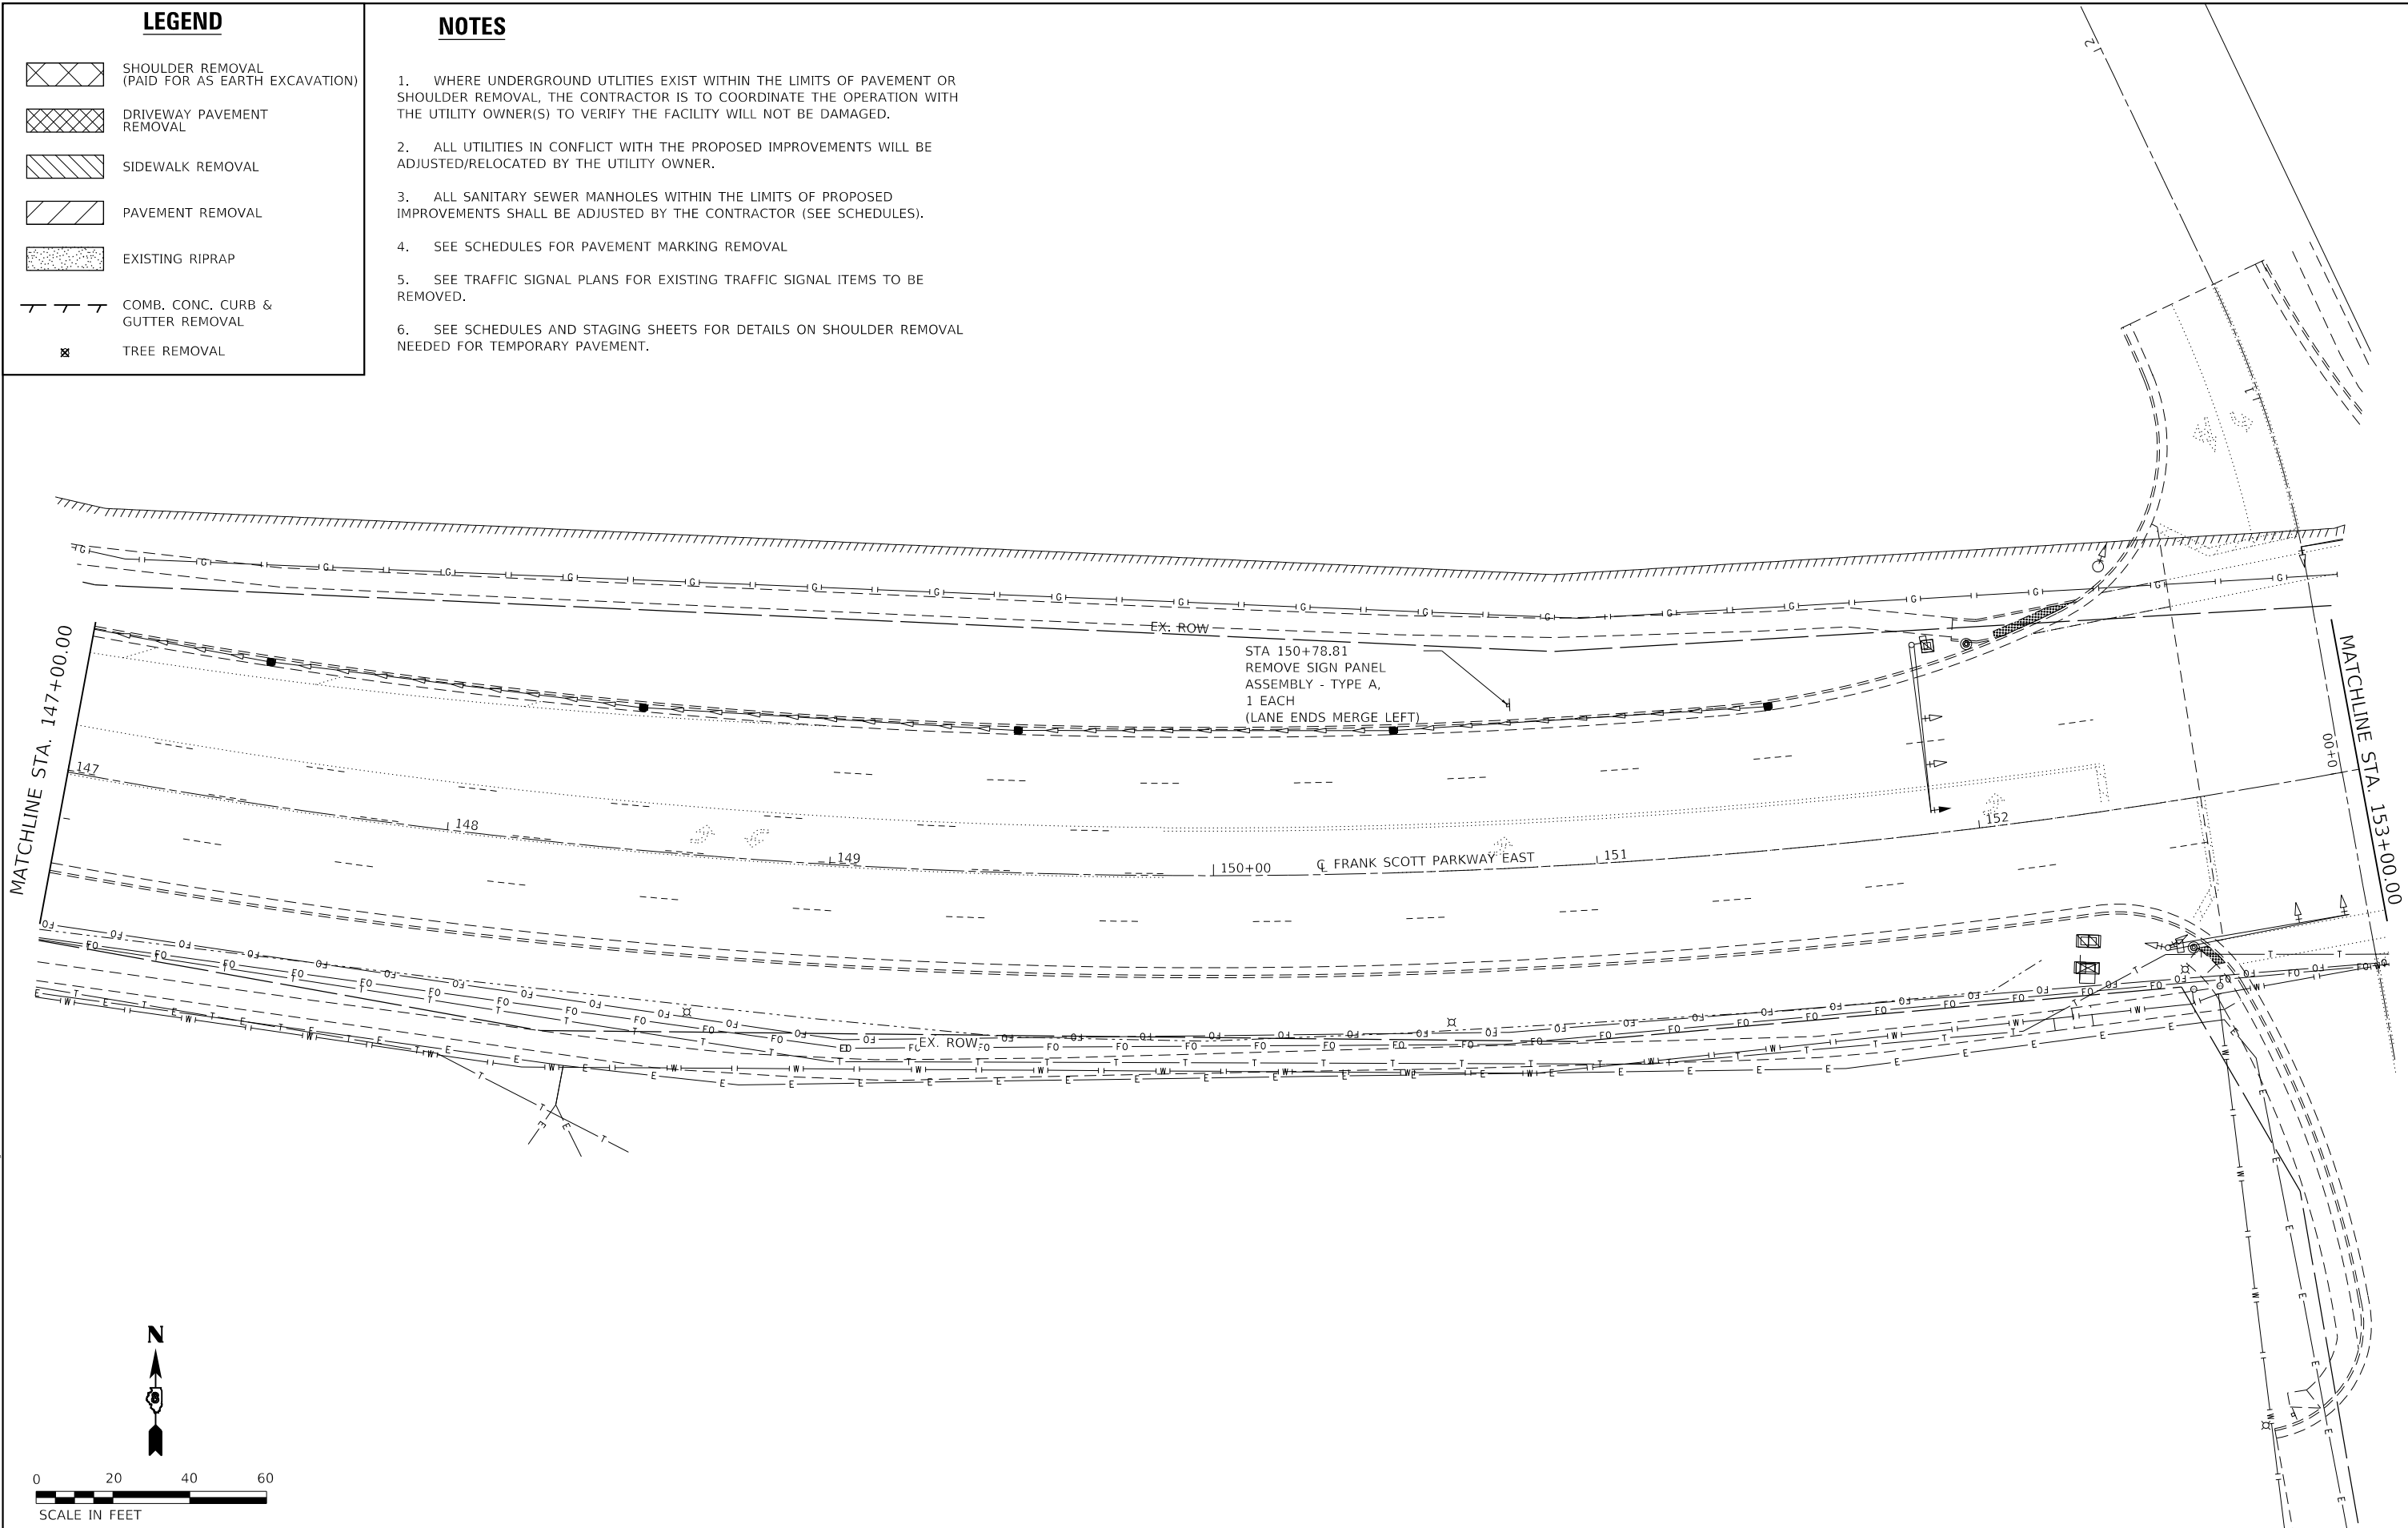 LEGEND
SHOULDER REMOVAL
(PAID FOR AS EARTH EXCAVATION)
DRIVEWAY PAVEMENT
REMOVAL
SIDEWALK REMOVAL
PAVEMENT REMOVAL
EXISTING RIPRAP
COMB. CONC. CURB &
GUTTER REMOVAL
TREE REMOVAL
NOTES
1. WHERE UNDERGROUND UTLITIES EXIST WITHIN THE LIMITS OF PAVEMENT OR
SHOULDER REMOVAL, THE CONTRACTOR IS TO COORDINATE THE OPERATION WITH
THE UTILITY OWNER(S) TO VERIFY THE FACILITY WILL NOT BE DAMAGED.
2. ALL UTILITIES IN CONFLICT WITH THE PROPOSED IMPROVEMENTS WILL BE
ADJUSTED/RELOCATED BY THE UTILITY OWNER.
3. ALL SANITARY SEWER MANHOLES WITHIN THE LIMITS OF PROPOSED
IMPROVEMENTS SHALL BE ADJUSTED BY THE CONTRACTOR (SEE SCHEDULES).
4. SEE SCHEDULES FOR PAVEMENT MARKING REMOVAL
5. SEE TRAFFIC SIGNAL PLANS FOR EXISTING TRAFFIC SIGNAL ITEMS TO BE
REMOVED.
6. SEE SCHEDULES AND STAGING SHEETS FOR DETAILS ON SHOULDER REMOVAL
NEEDED FOR TEMPORARY PAVEMENT.
2
1
EX. ROW
STA 150+78.81
REMOVE SIGN PANEL
ASSEMBLY - TYPE A,
1 EACH
(LANE ENDS MERGE LEFT)
MATCHLINE STA. 147+00.00
MATCHLINE STA. 153+00.00
0+00
147
148
149
150+00
℄ FRANK SCOTT PARKWAY EAST
151
152
EX. ROW
N
0 20 40 60
SCALE IN FEET